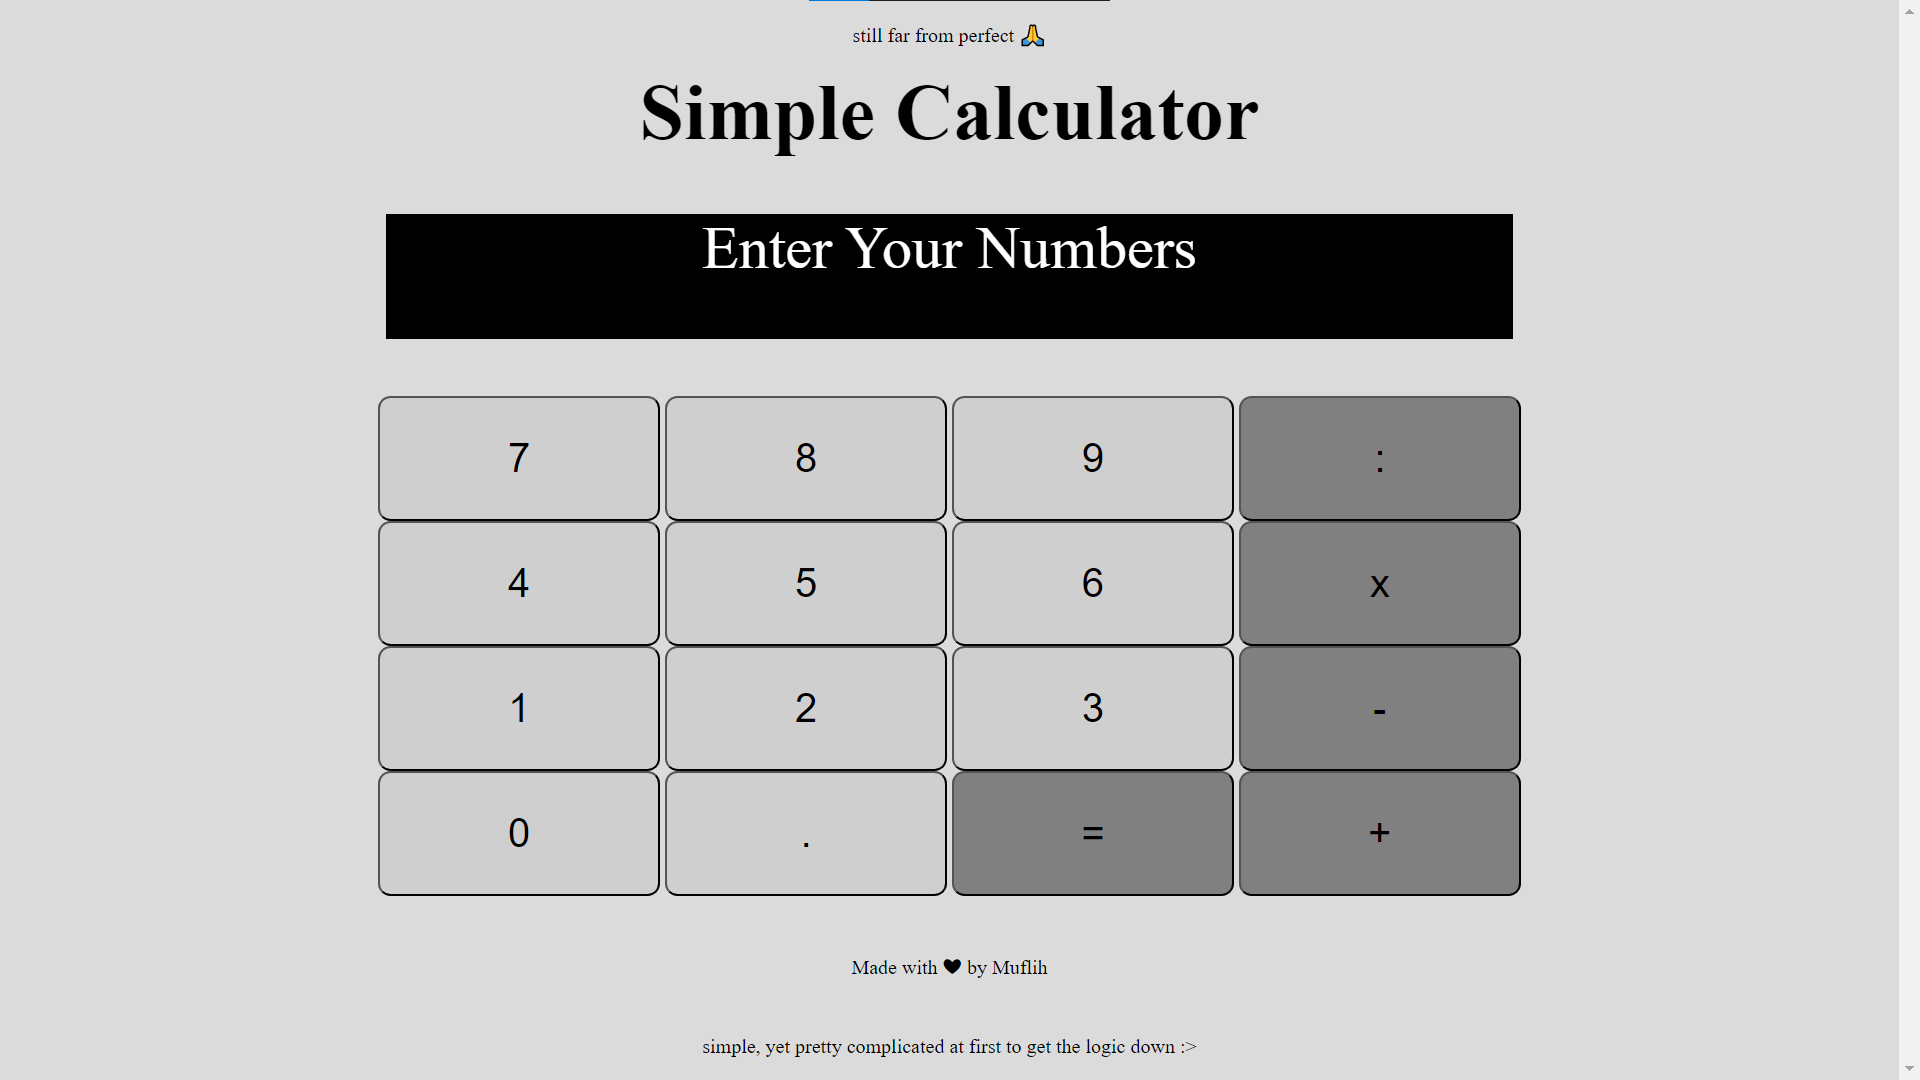 still far from perfect 🙏
Simple Calculator
Enter Your Numbers
7 8 9 :
4 5 6 x
1 2 3 -
0 . = +
Made with ♥ by Muflih
simple, yet pretty complicated at first to get the logic down :>